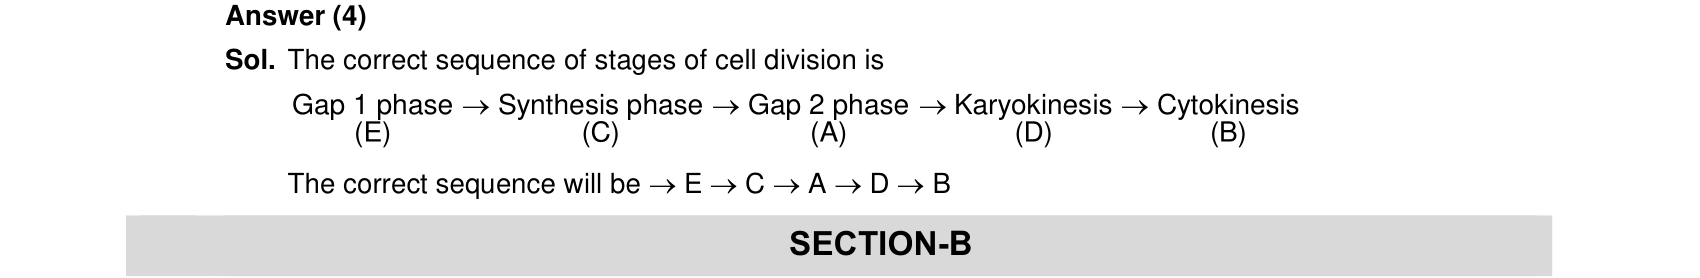 Answer (4)
Sol. The correct sequence of stages of cell division is
Gap 1 phase → Synthesis phase → Gap 2 phase → Karyokinesis → Cytokinesis
(E) (C) (A) (D) (B)
The correct sequence will be → E → C → A → D → B
SECTION-B